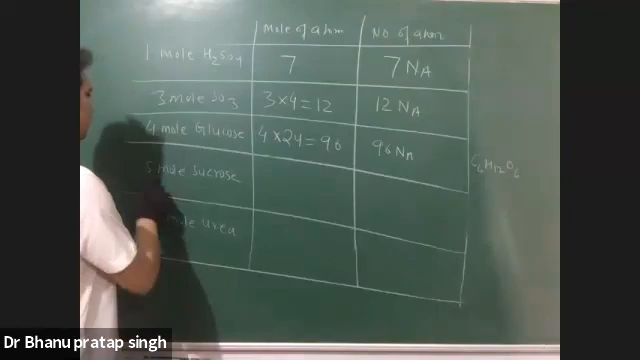 Mole of atom No of atom
1 mole H2SO4 7 7 NA
3 mole SO3 3×4=12 12 NA
4 mole Glucose 4×24=96 96 NA
C6H12O6
5 mole Sucrose
mole urea
Dr Bhanu pratap singh